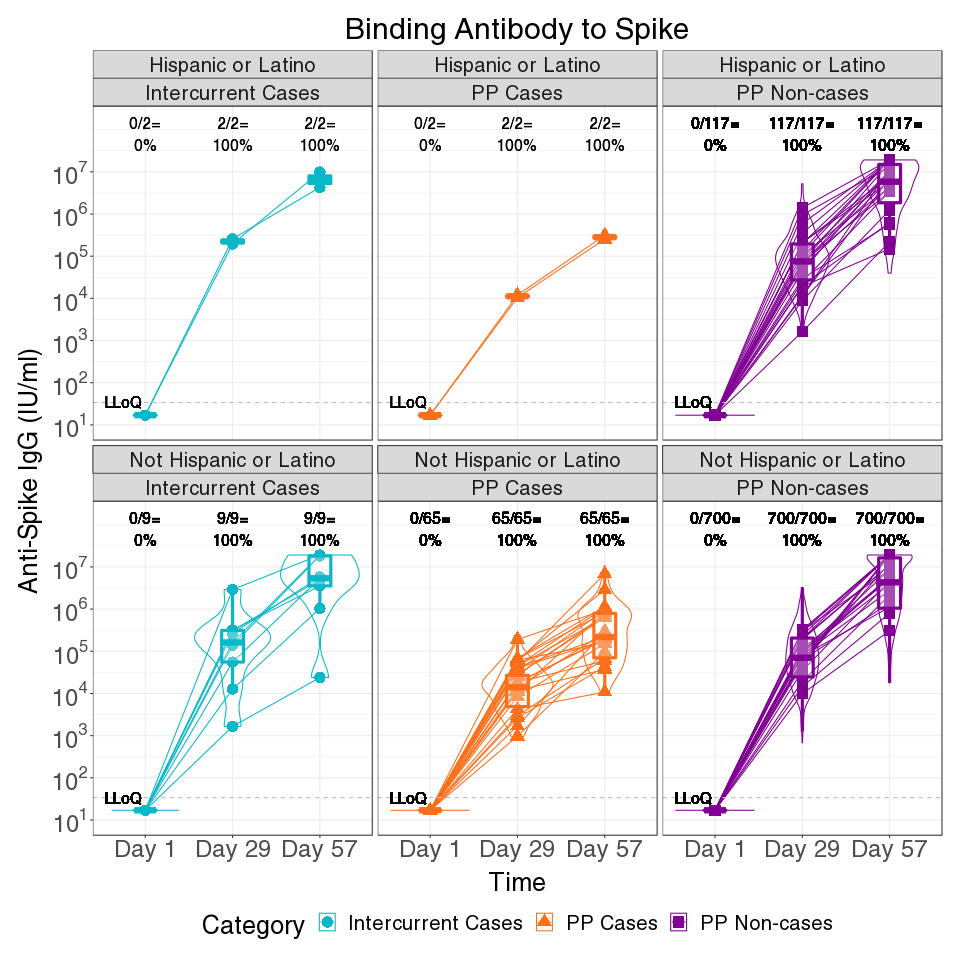 Binding Antibody to Spike
Hispanic or Latino
Intercurrent Cases
0/2= 2/2= 2/2=
0% 100% 100%
Hispanic or Latino
PP Cases
0/2= 2/2= 2/2=
0% 100% 100%
Hispanic or Latino
PP Non-cases
0/117= 117/117= 117/117=
0% 100% 100%
10^7
10^6
10^5
10^4
10^3
10^2
10^1
LLoQ
LLoQ
LLoQ
Anti-Spike IgG (IU/ml)
Not Hispanic or Latino
Intercurrent Cases
0/9= 9/9= 9/9=
0% 100% 100%
Not Hispanic or Latino
PP Cases
0/65= 65/65= 65/65=
0% 100% 100%
Not Hispanic or Latino
PP Non-cases
0/700= 700/700= 700/700=
0% 100% 100%
10^7
10^6
10^5
10^4
10^3
10^2
10^1
LLoQ
LLoQ
LLoQ
Day 1 Day 29 Day 57
Day 1 Day 29 Day 57
Day 1 Day 29 Day 57
Time
Category Intercurrent Cases PP Cases PP Non-cases